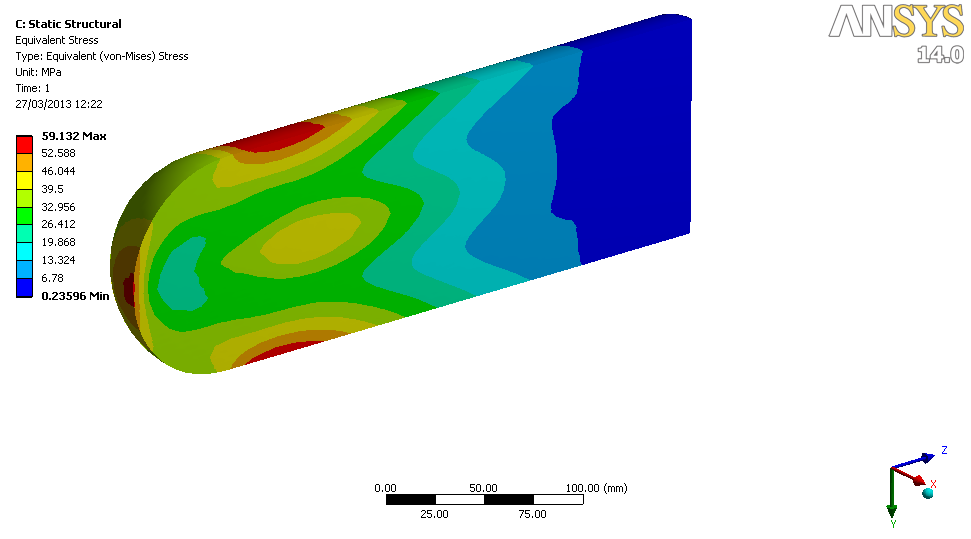 C: Static Structural
Equivalent Stress
Type: Equivalent (von-Mises) Stress
Unit: MPa
Time: 1
27/03/2013 12:22
59.132 Max
52.588
46.044
39.5
32.956
26.412
19.868
13.324
6.78
0.23596 Min
ANSYS
14.0
0.00 50.00 100.00 (mm)
25.00 75.00
Z
X
Y